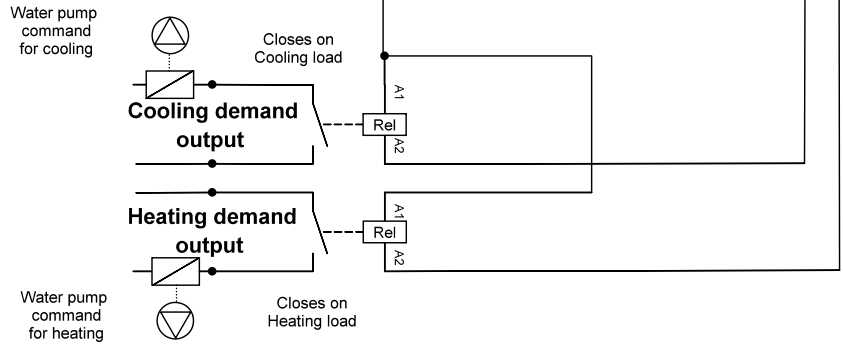 Water pump
command
for cooling
Closes on
Cooling load
A1
Cooling demand
output
Rel
A2
Heating demand
output
A1
Rel
A2
Water pump
command
for heating
Closes on
Heating load